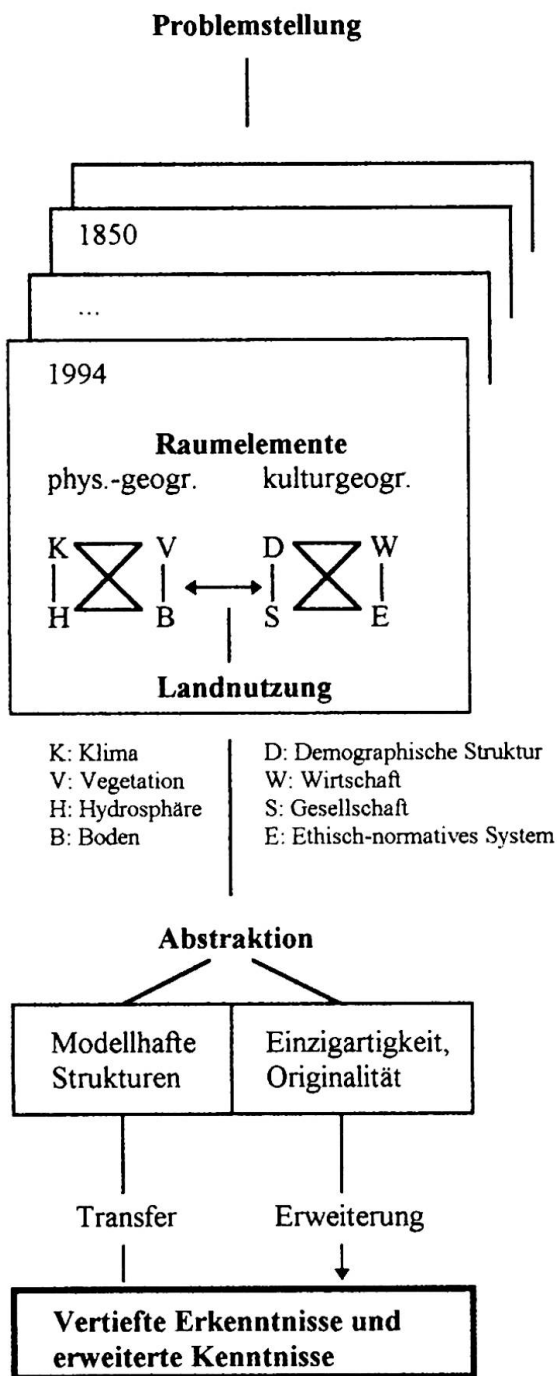 Problemstellung
1850
...
1994
Raumelemente
phys.-geogr. kulturgeogr.
K V D W
H B S E
Landnutzung
K: Klima D: Demographische Struktur
V: Vegetation W: Wirtschaft
H: Hydrosphäre S: Gesellschaft
B: Boden E: Ethisch-normatives System
Abstraktion
Modellhafte Einzigartigkeit,
Strukturen Originalität
Transfer Erweiterung
Vertiefte Erkenntnisse und
erweiterte Kenntnisse